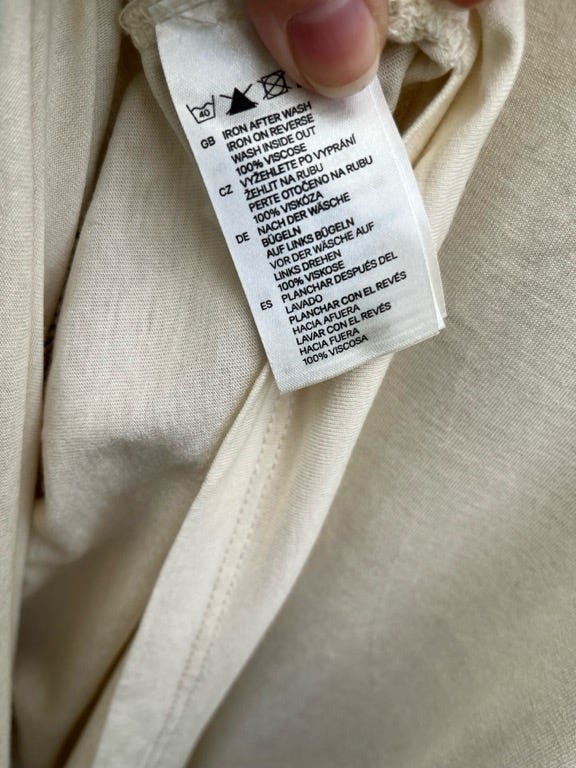 40
GB IRON AFTER WASH
IRON ON REVERSE
WASH INSIDE OUT
100% VISCOSE
CZ VYŽEHLETE PO VYPRÁNÍ
ŽEHLIT NA RUBU
PERTE OTOČENO NA RUBU
100% VISKÓZA
DE NACH DER WÄSCHE
BÜGELN
AUF LINKS BÜGELN
VOR DER WÄSCHE AUF
LINKS DREHEN
100% VISKOSE
ES PLANCHAR DESPUÉS DEL
LAVADO
PLANCHAR CON EL REVÉS
HACIA AFUERA
LAVAR CON EL REVÉS
HACIA FUERA
100% VISCOSA